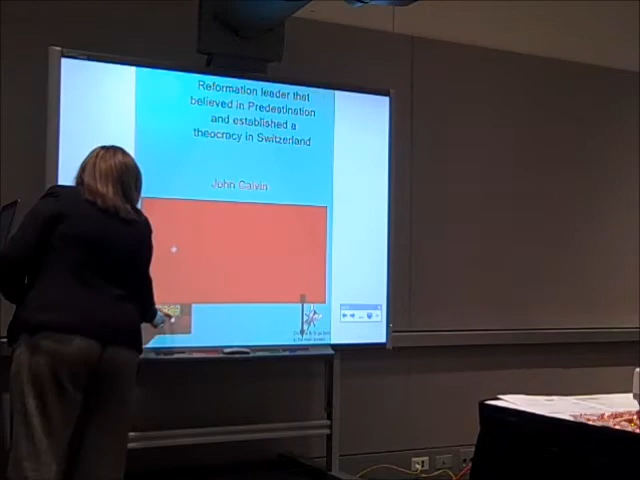 Reformation leader that
believed in Predestination
and established a
theocracy in Switzerland
John Calvin